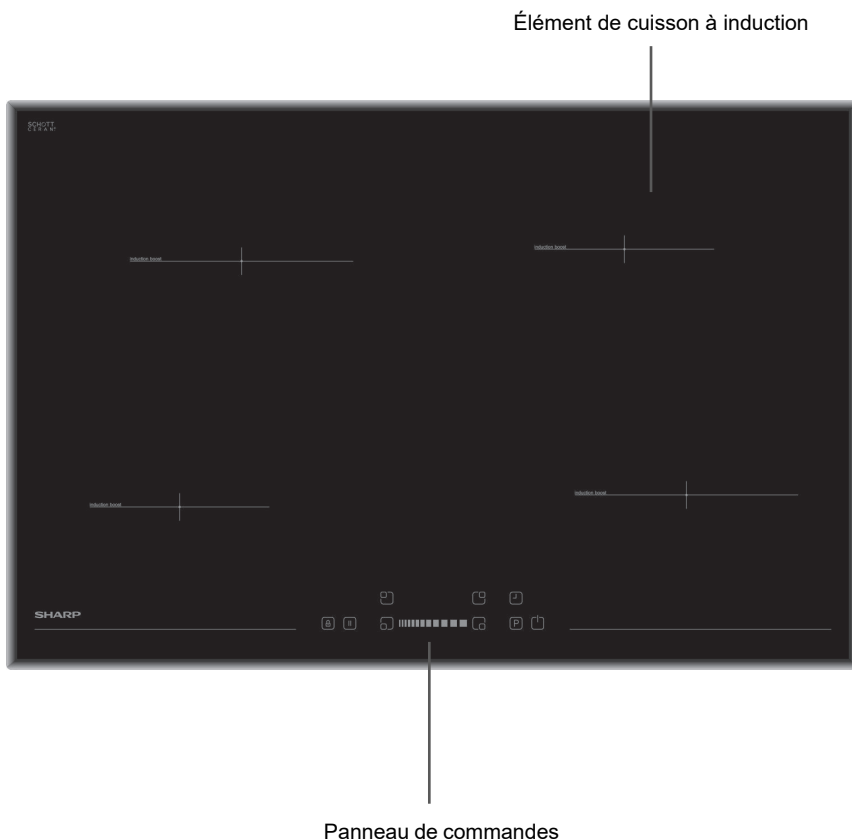 Élément de cuisson à induction
SCHOTT
CERAN®
Induction boost
Induction boost
Induction boost
Induction boost
SHARP
P
Panneau de commandes